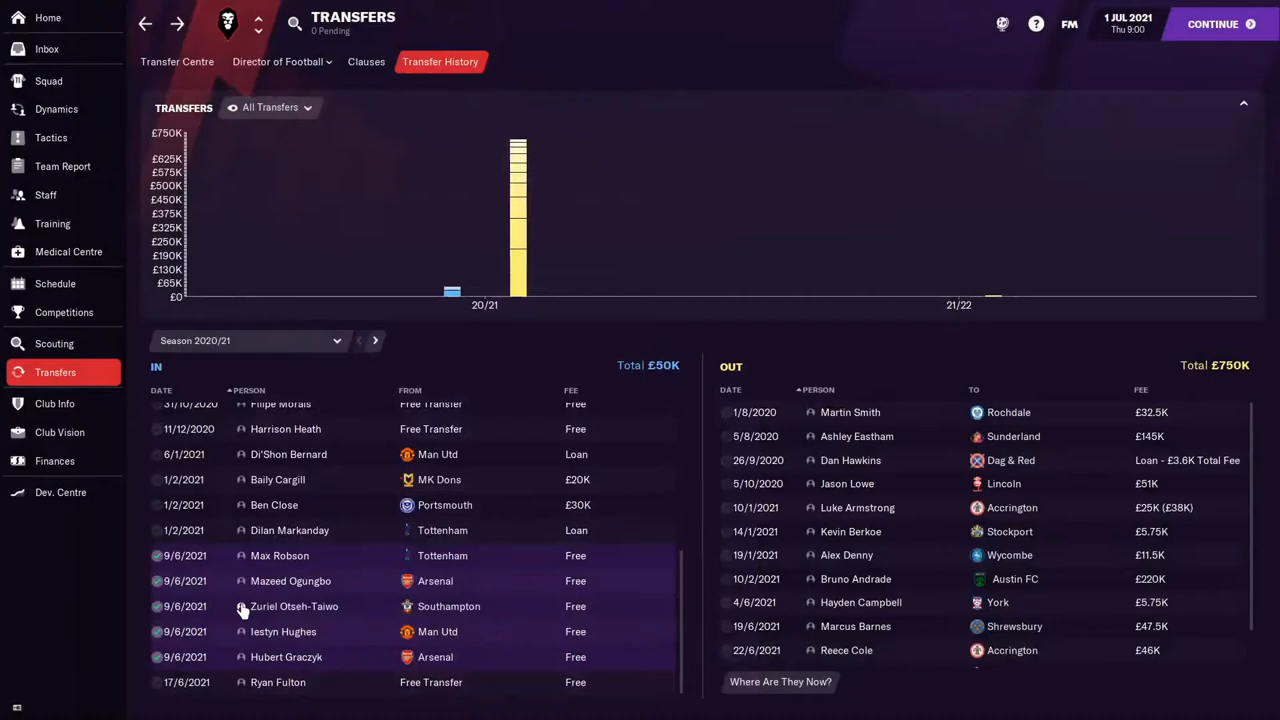 Home
Inbox
Squad
Dynamics
Tactics
Team Report
Staff
Training
Medical Centre
Schedule
Competitions
Scouting
Transfers
Club Info
Club Vision
Finances
Dev. Centre
TRANSFERS
0 Pending
FM
1 JUL 2021
Thu 9:00
CONTINUE
Transfer Centre
Director of Football
Clauses
Transfer History
TRANSFERS All Transfers
£750K
£625K
£575K
£500K
£450K
£375K
£325K
£250K
£190K
£130K
£65K
£0
20/21 21/22
Season 2020/21
IN Total £50K
DATE PERSON FROM FEE
31/10/2020 Filipe Morais Free Transfer Free
11/12/2020 Harrison Heath Free Transfer Free
6/1/2021 Di'Shon Bernard Man Utd Loan
1/2/2021 Baily Cargill MK Dons £20K
1/2/2021 Ben Close Portsmouth £30K
1/2/2021 Dilan Markanday Tottenham Loan
9/6/2021 Max Robson Tottenham Free
9/6/2021 Mazeed Ogungbo Arsenal Free
9/6/2021 Zuriel Otseh-Taiwo Southampton Free
9/6/2021 Iestyn Hughes Man Utd Free
9/6/2021 Hubert Graczyk Arsenal Free
17/6/2021 Ryan Fulton Free Transfer Free
OUT Total £750K
DATE PERSON TO FEE
1/8/2020 Martin Smith Rochdale £32.5K
5/8/2020 Ashley Eastham Sunderland £145K
26/9/2020 Dan Hawkins Dag & Red Loan - £3.6K Total Fee
5/10/2020 Jason Lowe Lincoln £51K
10/1/2021 Luke Armstrong Accrington £25K (£38K)
14/1/2021 Kevin Berkoe Stockport £5.75K
19/1/2021 Alex Denny Wycombe £11.5K
10/2/2021 Bruno Andrade Austin FC £220K
4/6/2021 Hayden Campbell York £5.75K
19/6/2021 Marcus Barnes Shrewsbury £47.5K
22/6/2021 Reece Cole Accrington £46K
Where Are They Now?